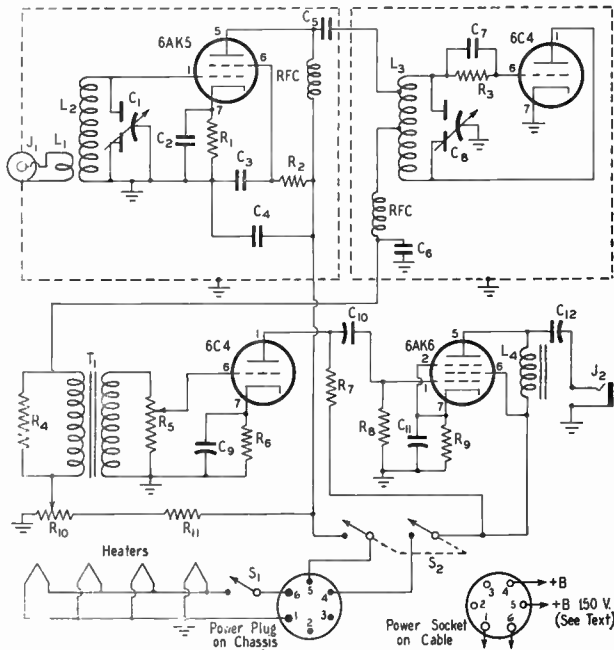 C5
6AK5
5
6
1
7
RFC
L2
C1
J1
L1
C2
R1
C3
R2
C4
C7
6C4
L3
R3
6
1
7
C8
RFC
C6
C10
6C4
1
6
7
R7
6AK6
5
2
6
1
7
L4
C12
J2
T1
R4
R5
C9
R6
R8
C11
R9
R10
R11
Heaters
S1
S2
6
5
4
1
2
3
Power Plug
on Chassis
3
4
+B
2
5
+B 150 V.
(See Text)
1
6
Power Socket
on Cable